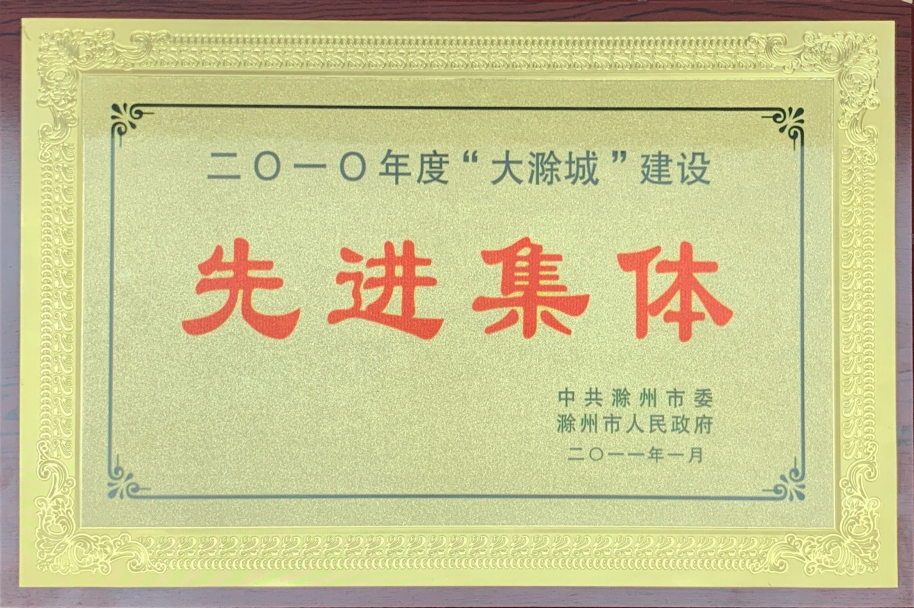 二〇一〇年度“大滁城”建设
先进集体
中共滁州市委
滁州市人民政府
二〇一一年一月